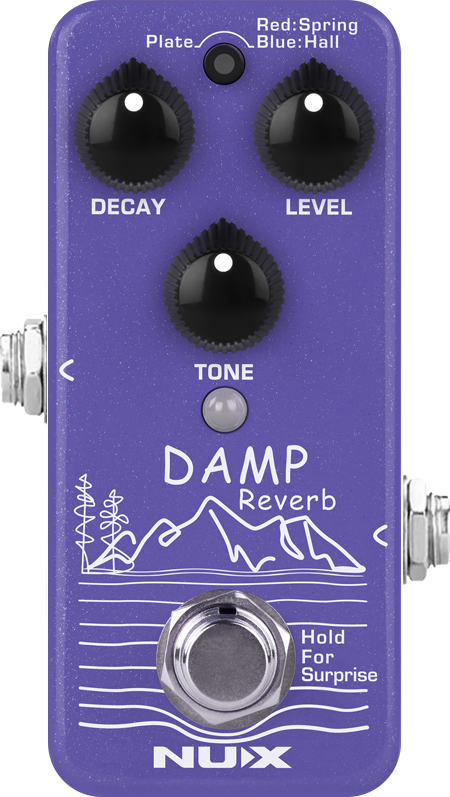 Red:Spring
Plate
Blue:Hall
DECAY
LEVEL
TONE
DAMP
Reverb
Hold
For
Surprise
NUX